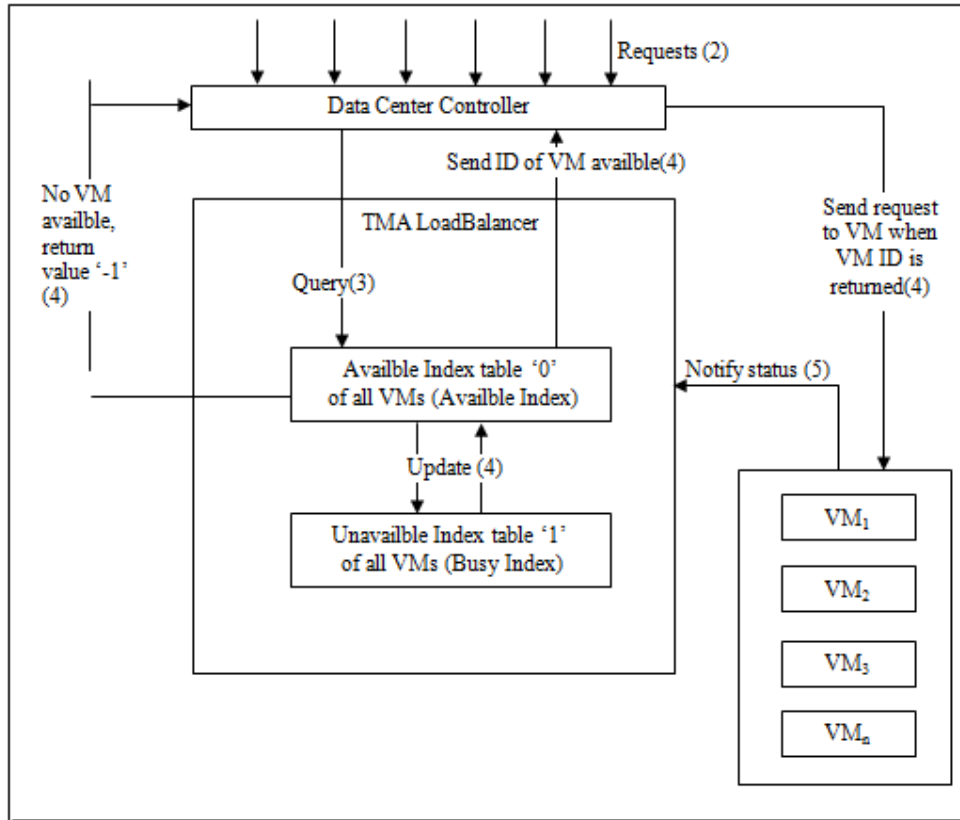 Requests (2)
Data Center Controller
Send ID of VM availble(4)
No VM
availble,
return
value ‘-1’
(4)
TMA LoadBalancer
Send request
to VM when
VM ID is
returned(4)
Query(3)
Availble Index table ‘0’
of all VMs (Availble Index)
Notify status (5)
Update (4)
Unavailble Index table ‘1’
of all VMs (Busy Index)
VM₁
VM₂
VM₃
VMₙ